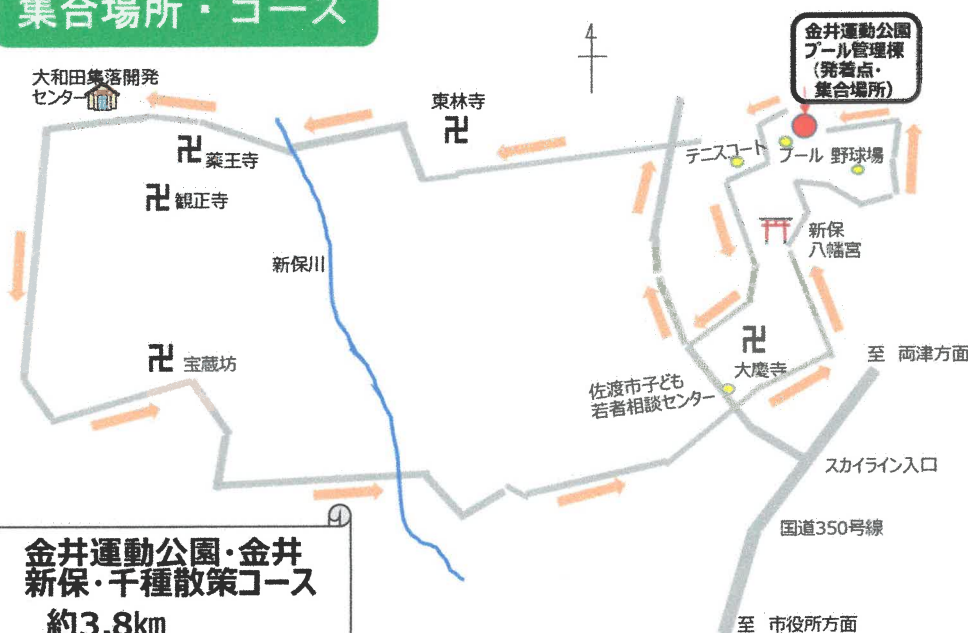 集合場所・コース
金井運動公園
プール管理棟
(発着点・
集合場所)
大和田集落開発
センター
東林寺
薬王寺
観正寺
テニスコート
プール
野球場
新保
八幡宮
新保川
宝蔵坊
大慶寺
佐渡市子ども
若者相談センター
至 両津方面
スカイライン入口
国道350号線
金井運動公園・金井
新保・千種散策コース
約3.8km
至 市役所方面